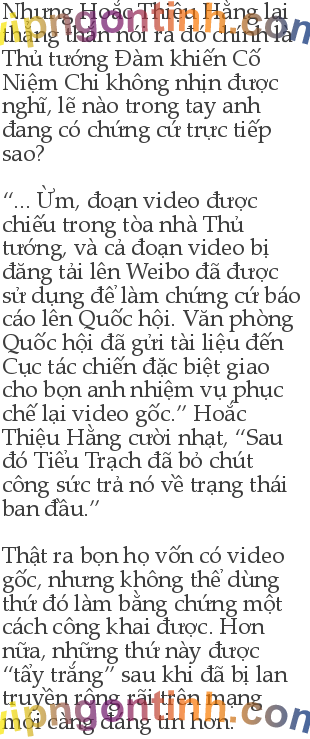 Nhưng Hoắc Thiệu Hằng lại
thẳng thắn nói ra đó chính là
Thủ tướng Đàm khiến Cố
Niệm Chi không nhịn được
nghĩ, lẽ nào trong tay anh
đang có chứng cứ trực tiếp
sao?

“... Ừm, đoạn video được
chiếu trong tòa nhà Thủ
tướng, và cả đoạn video bị
đăng tải lên Weibo đã được
sử dụng để làm chứng cứ báo
cáo lên Quốc hội. Văn phòng
Quốc hội đã gửi tài liệu đến
Cục tác chiến đặc biệt giao
cho bọn anh nhiệm vụ phục
chế lại video gốc.” Hoắc
Thiệu Hằng cười nhạt, “Sau
đó Tiểu Trạch đã bỏ chút
công sức trả nó về trạng thái
ban đầu.”

Thật ra bọn họ vốn có video
gốc, nhưng không thể dùng
thứ đó làm bằng chứng một
cách công khai được. Hơn
nữa, những thứ này được
“tẩy trắng” sau khi đã bị lan
truyền rộng rãi trên mạng
mới càng đáng tin hơn.
vipngontinh.com